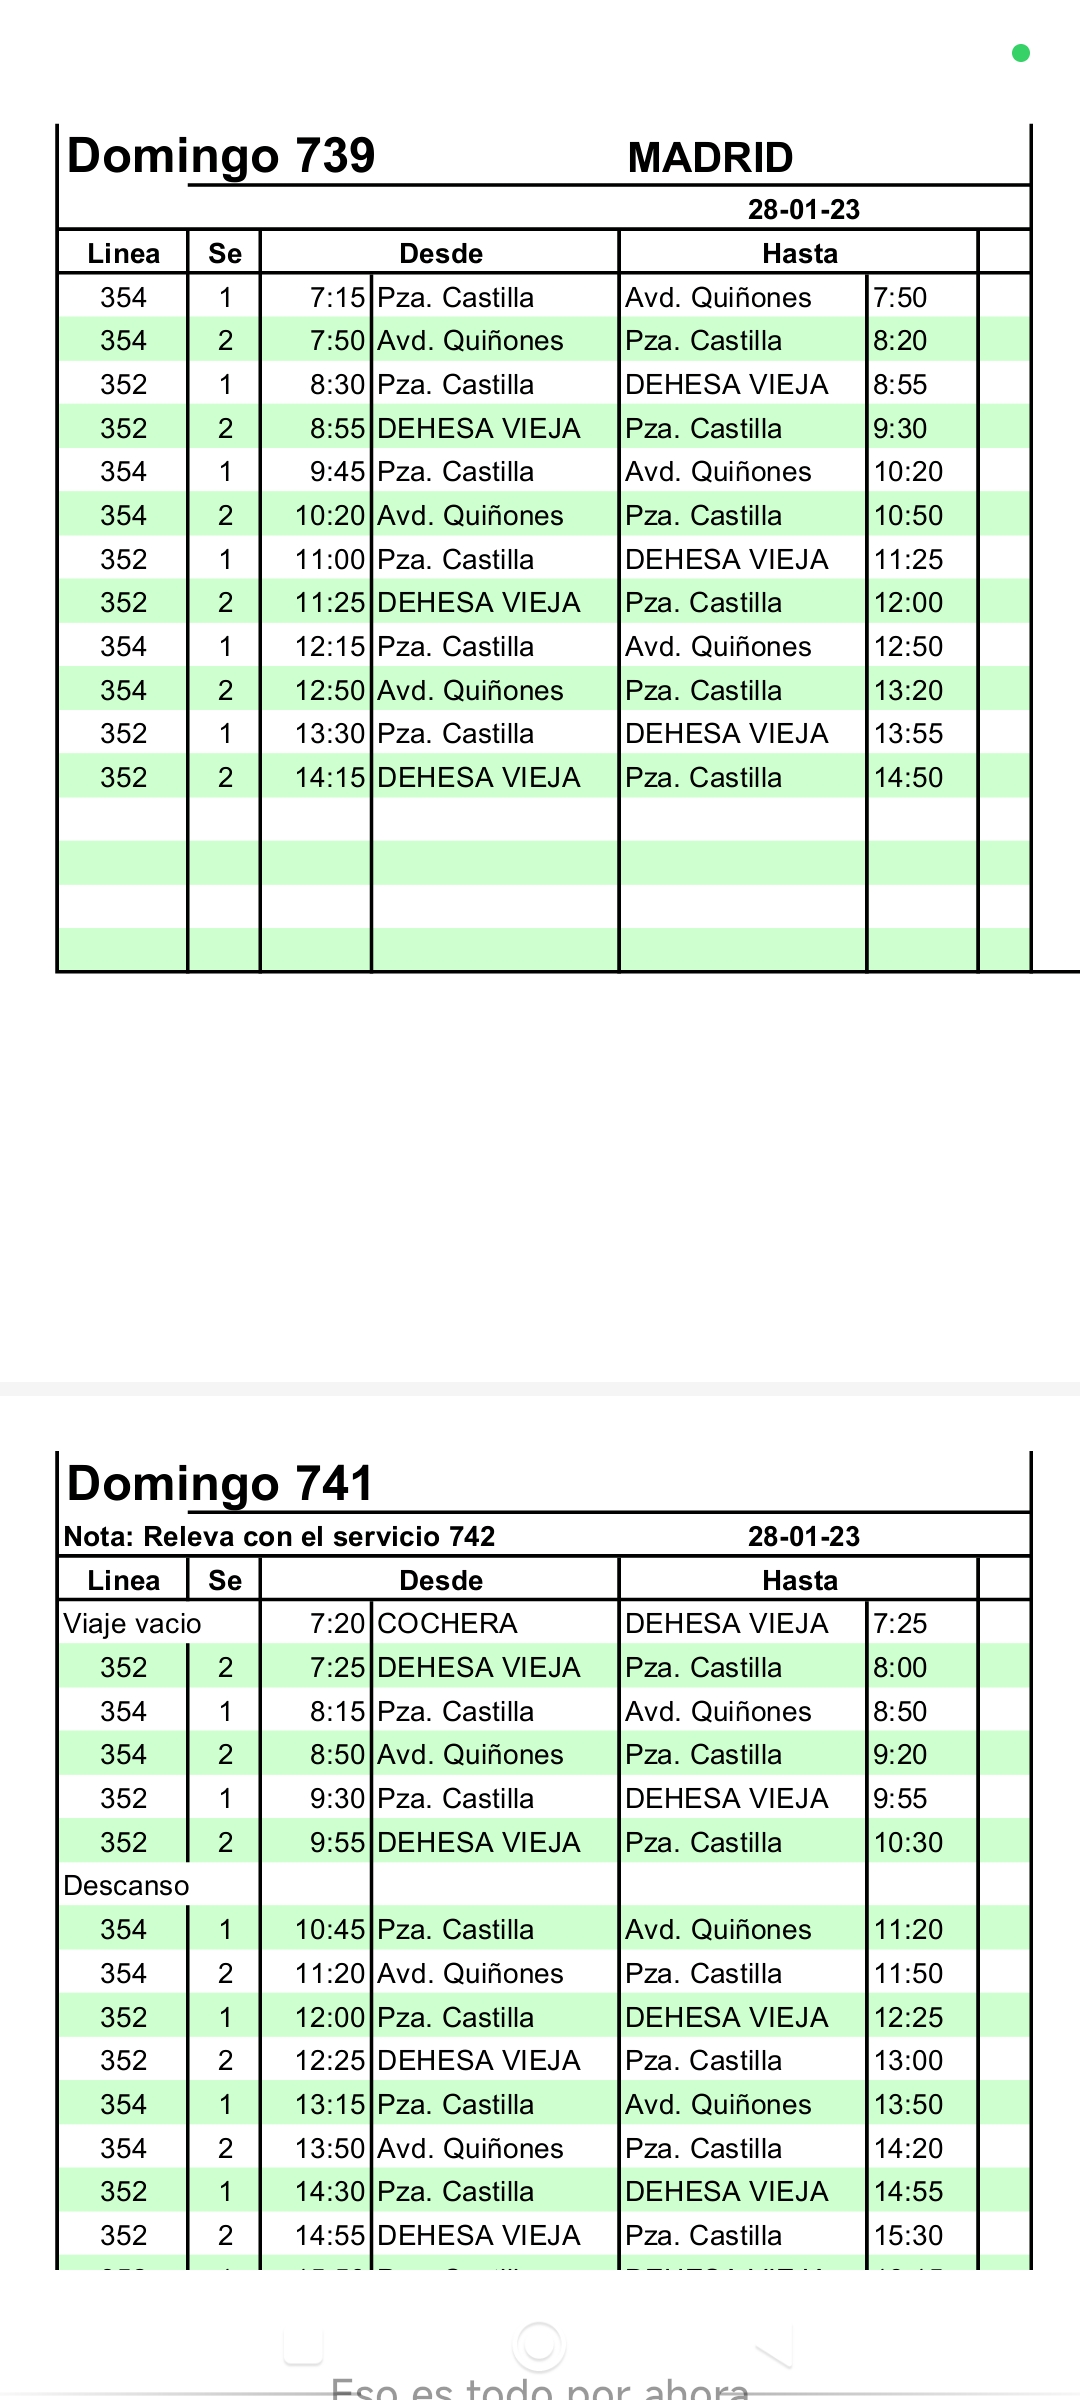 Domingo 739 MADRID
28-01-23
Linea Se Desde Hasta
354 1 7:15 Pza. Castilla Avd. Quiñones 7:50
354 2 7:50 Avd. Quiñones Pza. Castilla 8:20
352 1 8:30 Pza. Castilla DEHESA VIEJA 8:55
352 2 8:55 DEHESA VIEJA Pza. Castilla 9:30
354 1 9:45 Pza. Castilla Avd. Quiñones 10:20
354 2 10:20 Avd. Quiñones Pza. Castilla 10:50
352 1 11:00 Pza. Castilla DEHESA VIEJA 11:25
352 2 11:25 DEHESA VIEJA Pza. Castilla 12:00
354 1 12:15 Pza. Castilla Avd. Quiñones 12:50
354 2 12:50 Avd. Quiñones Pza. Castilla 13:20
352 1 13:30 Pza. Castilla DEHESA VIEJA 13:55
352 2 14:15 DEHESA VIEJA Pza. Castilla 14:50
Domingo 741
Nota: Releva con el servicio 742 28-01-23
Linea Se Desde Hasta
Viaje vacio 7:20 COCHERA DEHESA VIEJA 7:25
352 2 7:25 DEHESA VIEJA Pza. Castilla 8:00
354 1 8:15 Pza. Castilla Avd. Quiñones 8:50
354 2 8:50 Avd. Quiñones Pza. Castilla 9:20
352 1 9:30 Pza. Castilla DEHESA VIEJA 9:55
352 2 9:55 DEHESA VIEJA Pza. Castilla 10:30
Descanso
354 1 10:45 Pza. Castilla Avd. Quiñones 11:20
354 2 11:20 Avd. Quiñones Pza. Castilla 11:50
352 1 12:00 Pza. Castilla DEHESA VIEJA 12:25
352 2 12:25 DEHESA VIEJA Pza. Castilla 13:00
354 1 13:15 Pza. Castilla Avd. Quiñones 13:50
354 2 13:50 Avd. Quiñones Pza. Castilla 14:20
352 1 14:30 Pza. Castilla DEHESA VIEJA 14:55
352 2 14:55 DEHESA VIEJA Pza. Castilla 15:30
Eso es todo por ahora